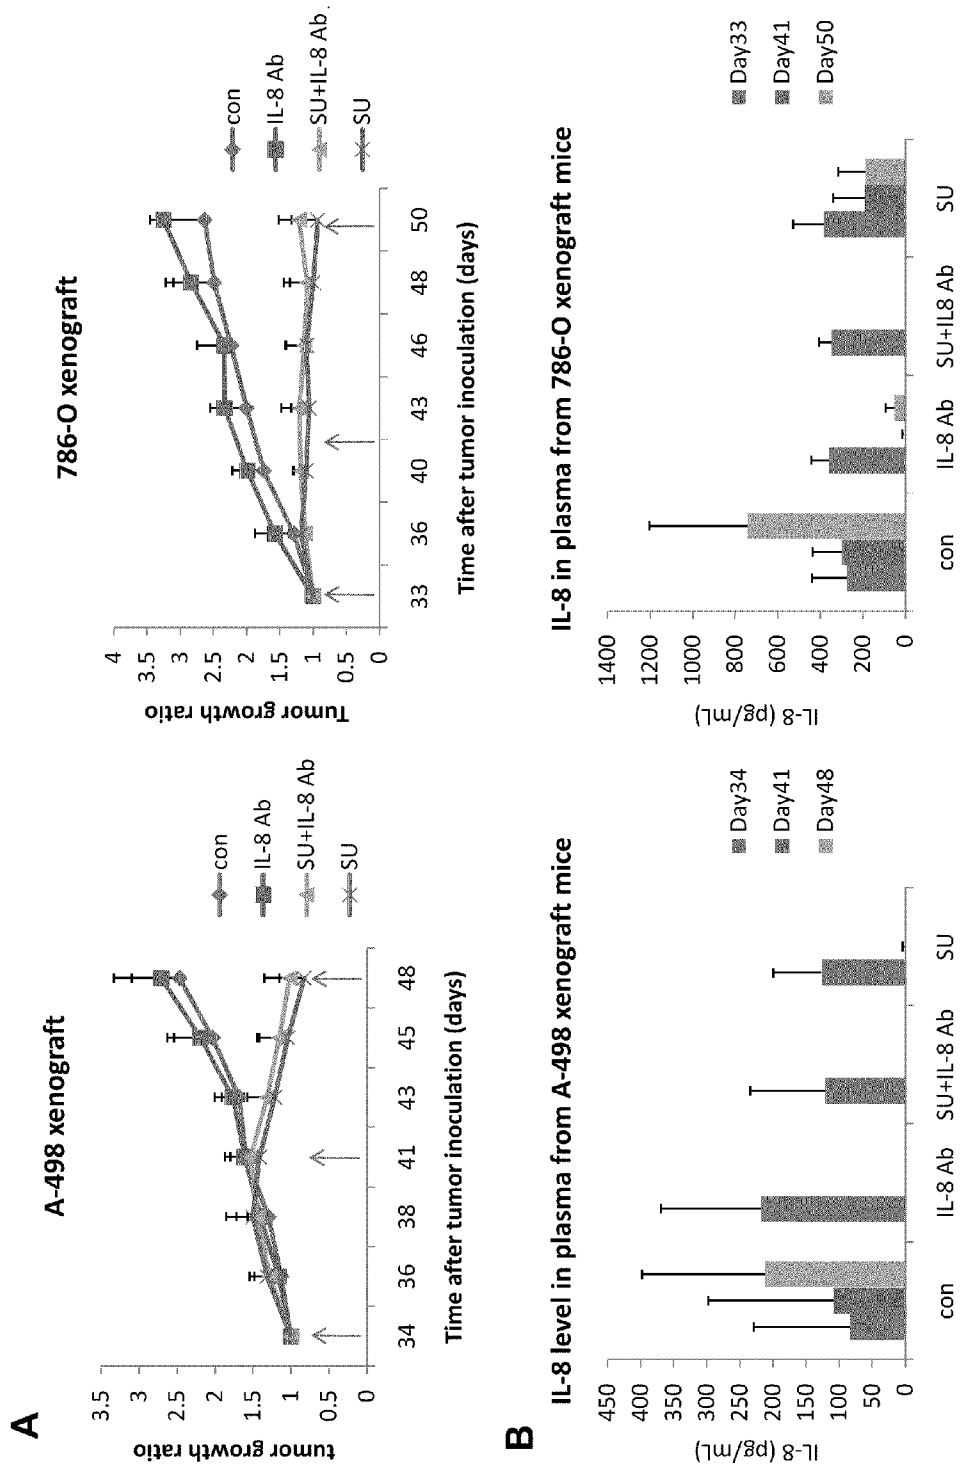 A
A-498 xenograft
tumor growth ratio
3.5
3
2.5
2
1.5
1
0.5
0
34
36
38
41
43
45
48
Time after tumor inoculation (days)
con
IL-8 Ab
SU+IL-8 Ab
SU
786-O xenograft
Tumor growth ratio
4
3.5
3
2.5
2
1.5
1
0.5
0
33
36
40
43
46
48
50
Time after tumor inoculation (days)
con
IL-8 Ab
SU+IL-8 Ab.
SU
B
IL-8 level in plasma from A-498 xenograft mice
IL-8 (pg/mL)
450
400
350
300
250
200
150
100
50
0
con
IL-8 Ab
SU+IL-8 Ab
SU
Day34
Day41
Day48
IL-8 in plasma from 786-O xenograft mice
IL-8 (pg/mL)
1400
1200
1000
800
600
400
200
0
con
IL-8 Ab
SU+IL8 Ab
SU
Day33
Day41
Day50